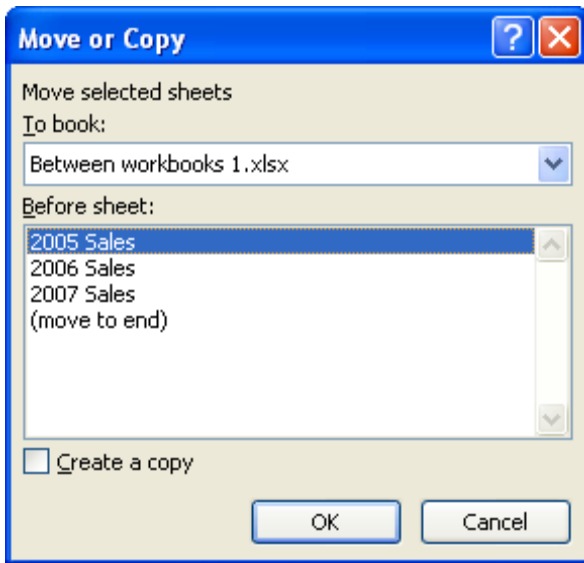 Move or Copy
Move selected sheets
To book:
Between workbooks 1.xlsx
Before sheet:
2005 Sales
2006 Sales
2007 Sales
(move to end)
Create a copy
OK Cancel